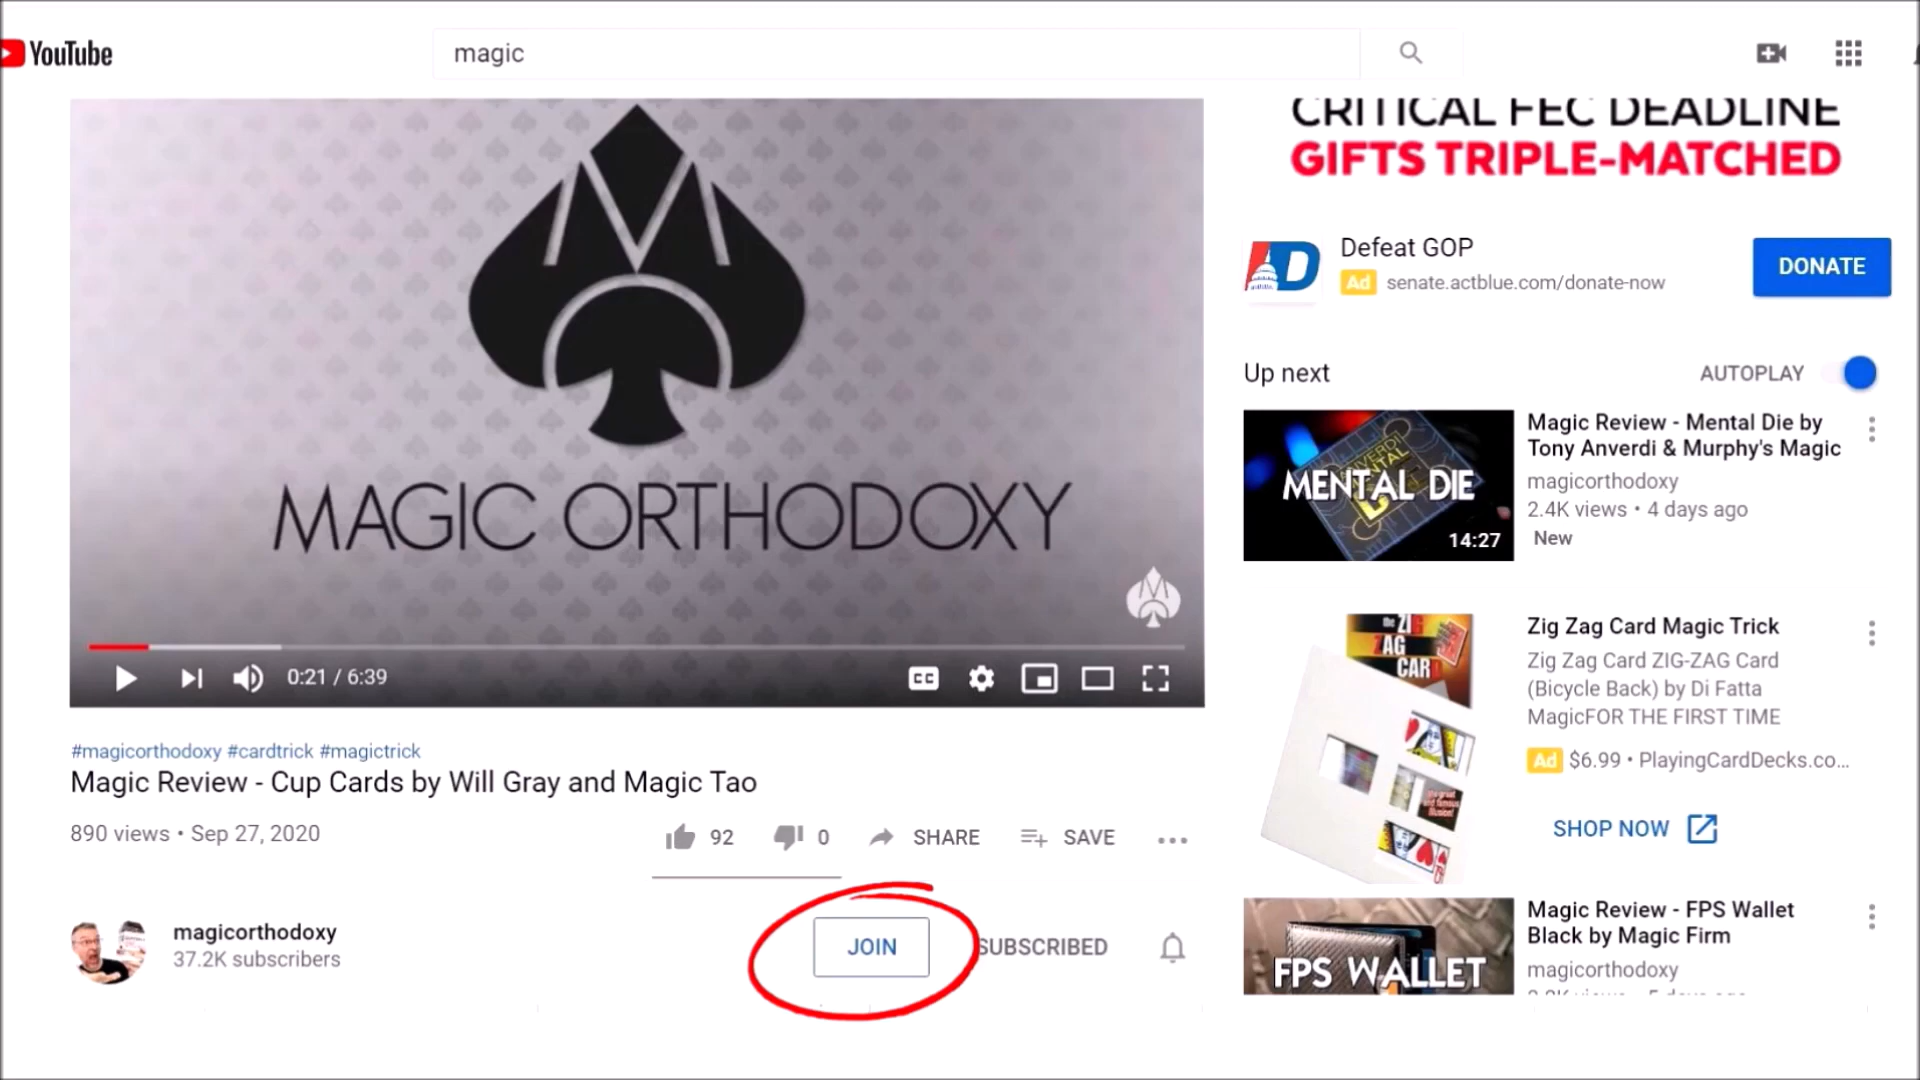 YouTube
magic
CRITICAL FEC DEADLINE
GIFTS TRIPLE-MATCHED
Defeat GOP
Ad senate.actblue.com/donate-now
DONATE
Up next
AUTOPLAY
MAGIC ORTHODOXY
CC
0:21 / 6:39
MENTAL DIE
14:27
Magic Review - Mental Die by
Tony Anverdi & Murphy's Magic
magicorthodoxy
2.4K views • 4 days ago
New
the ZIG
ZAG
CARD
Zig Zag Card Magic Trick
Zig Zag Card ZIG-ZAG Card
(Bicycle Back) by Di Fatta
MagicFOR THE FIRST TIME
Ad $6.99 • PlayingCardDecks.co...
SHOP NOW
#magicorthodoxy #cardtrick #magictrick
Magic Review - Cup Cards by Will Gray and Magic Tao
890 views • Sep 27, 2020
92
0
SHARE
SAVE
magicorthodoxy
37.2K subscribers
JOIN
SUBSCRIBED
FPS WALLET
Magic Review - FPS Wallet
Black by Magic Firm
magicorthodoxy